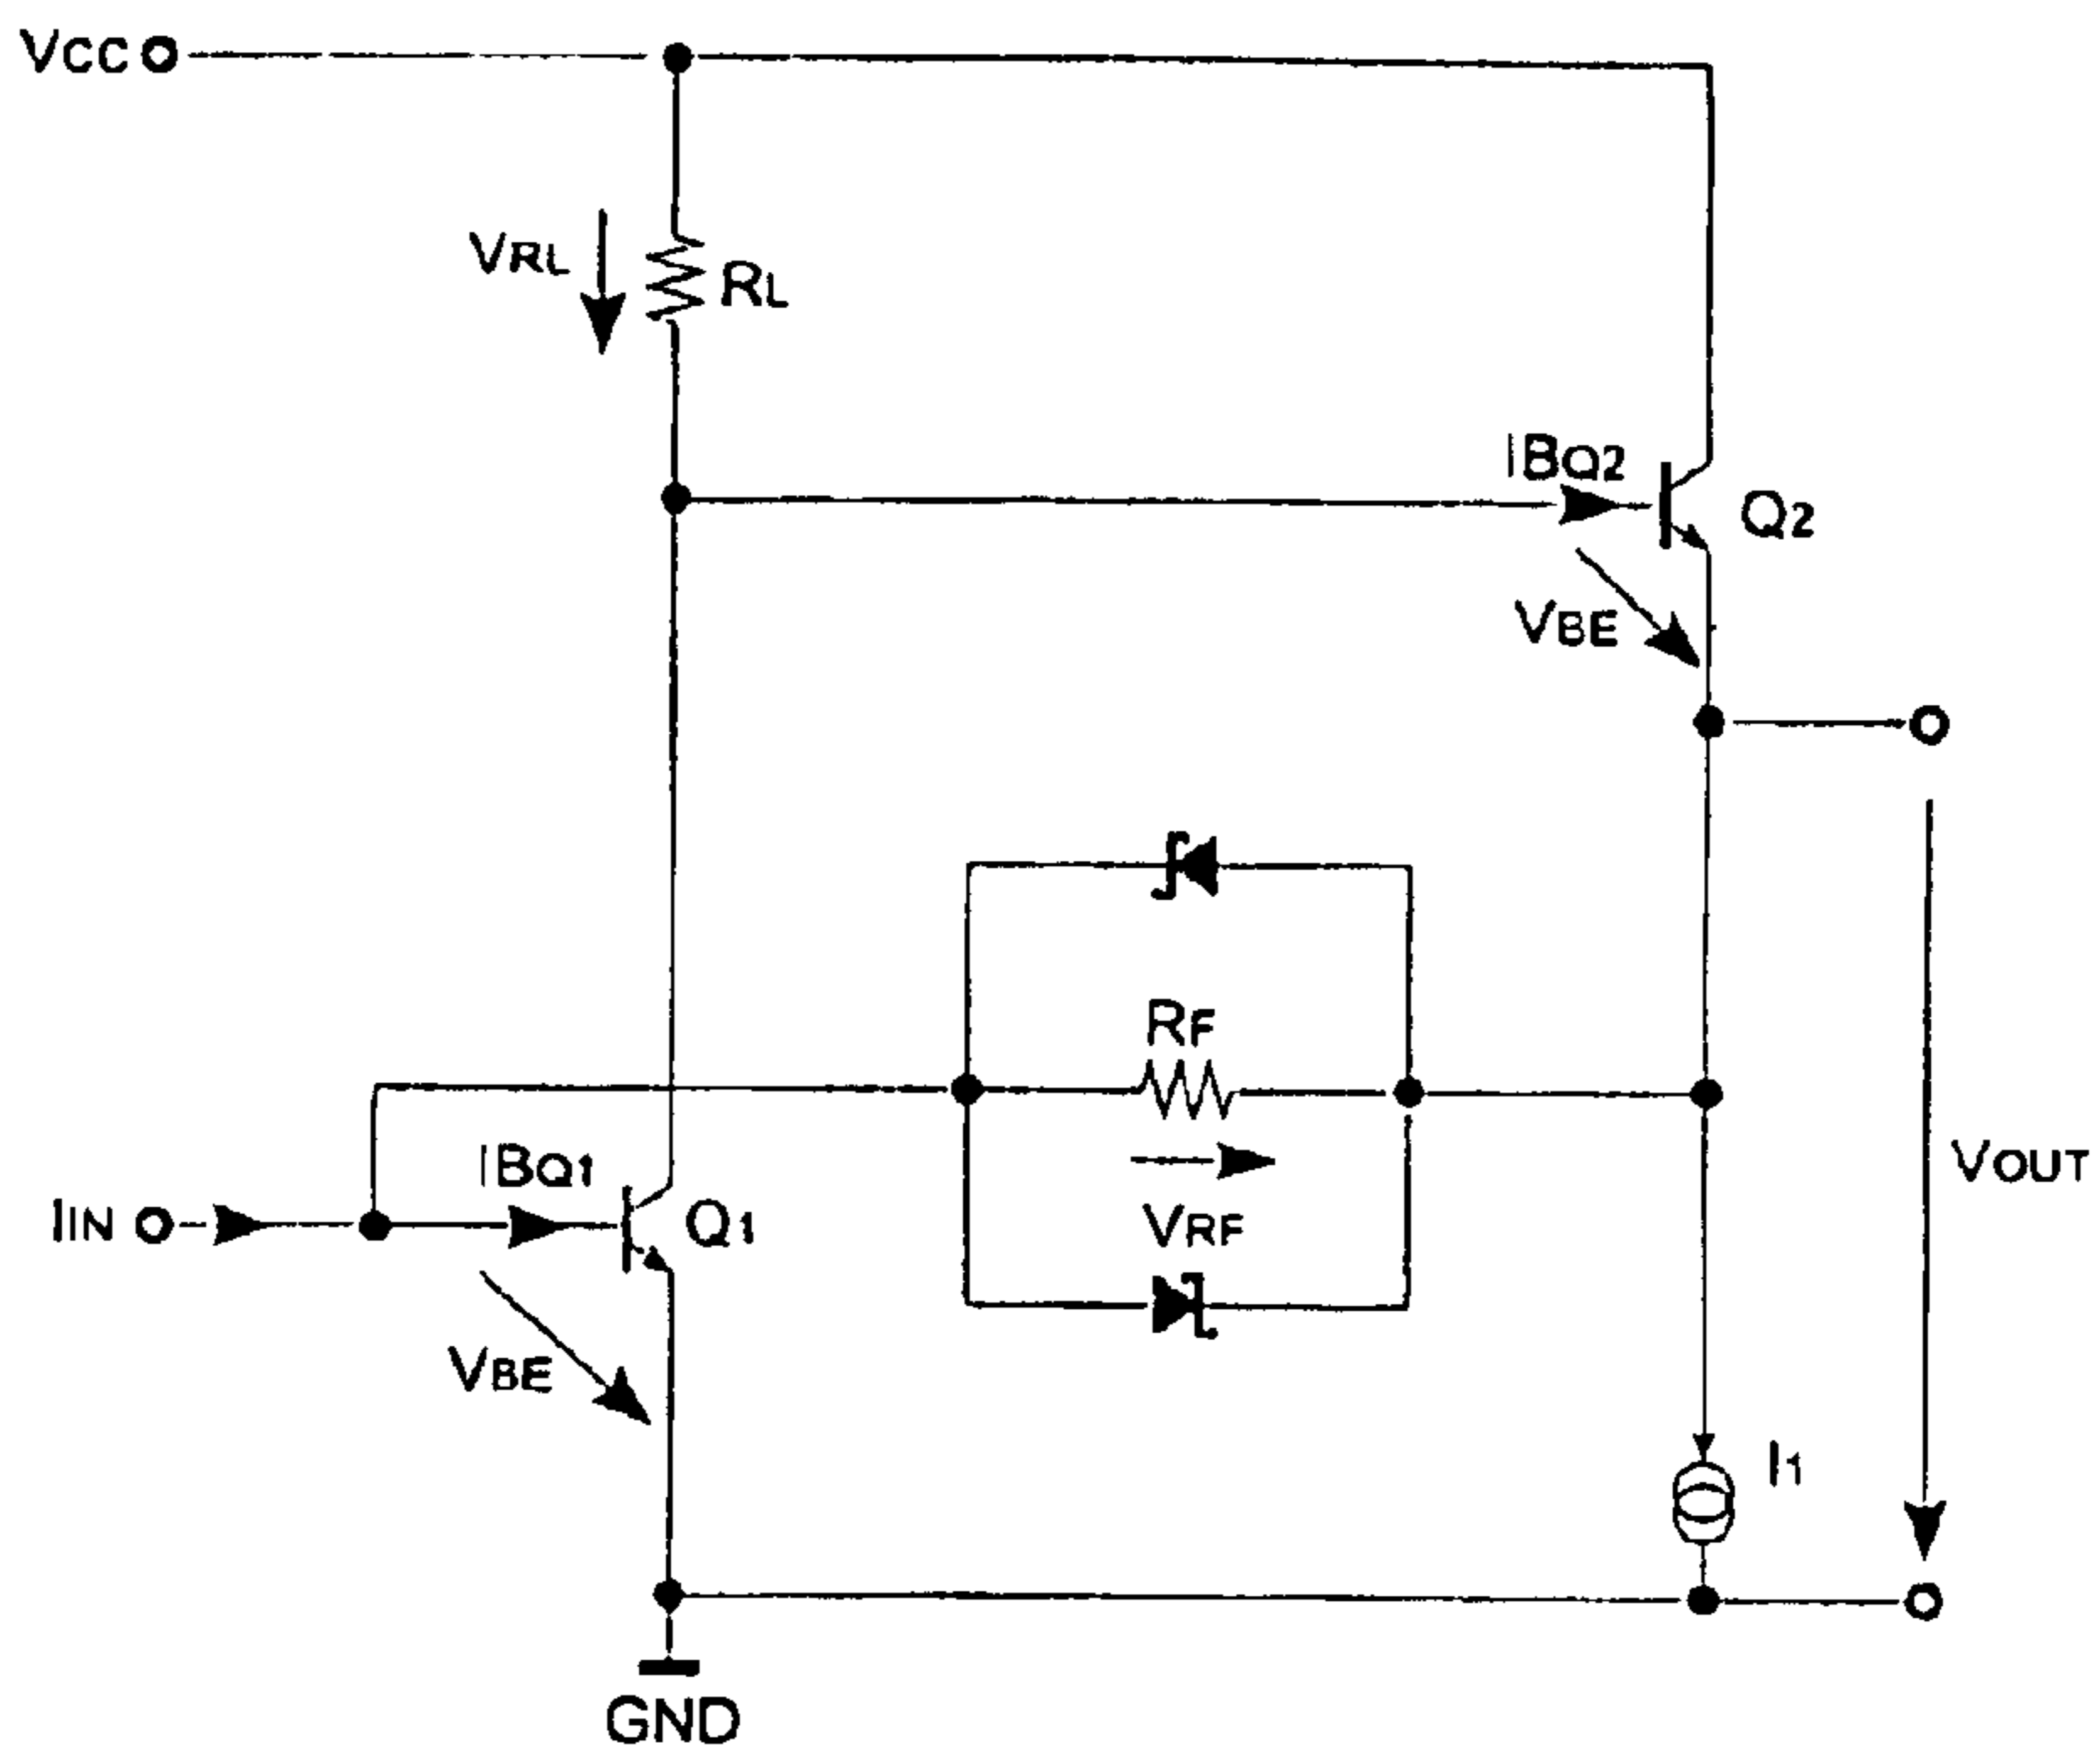 VCC
VRL
RL
IBQ2
Q2
VBE
RF
IBQ1
VOUT
IIN
Q1
VRF
VBE
I1
GND